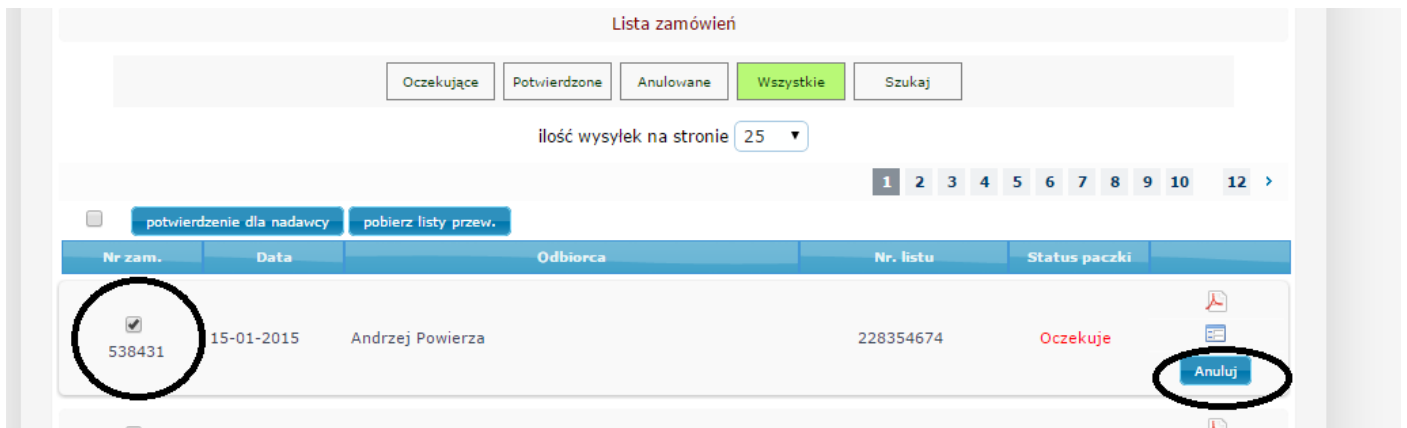 Lista zamówień
Oczekujące Potwierdzone Anulowane Wszystkie Szukaj
ilość wysyłek na stronie 25
1 2 3 4 5 6 7 8 9 10 12 >
potwierdzenie dla nadawcy pobierz listy przew.
Nr zam. Data Odbiorca Nr. listu Status paczki
538431 15-01-2015 Andrzej Powierza 228354674 Oczekuje
Anuluj